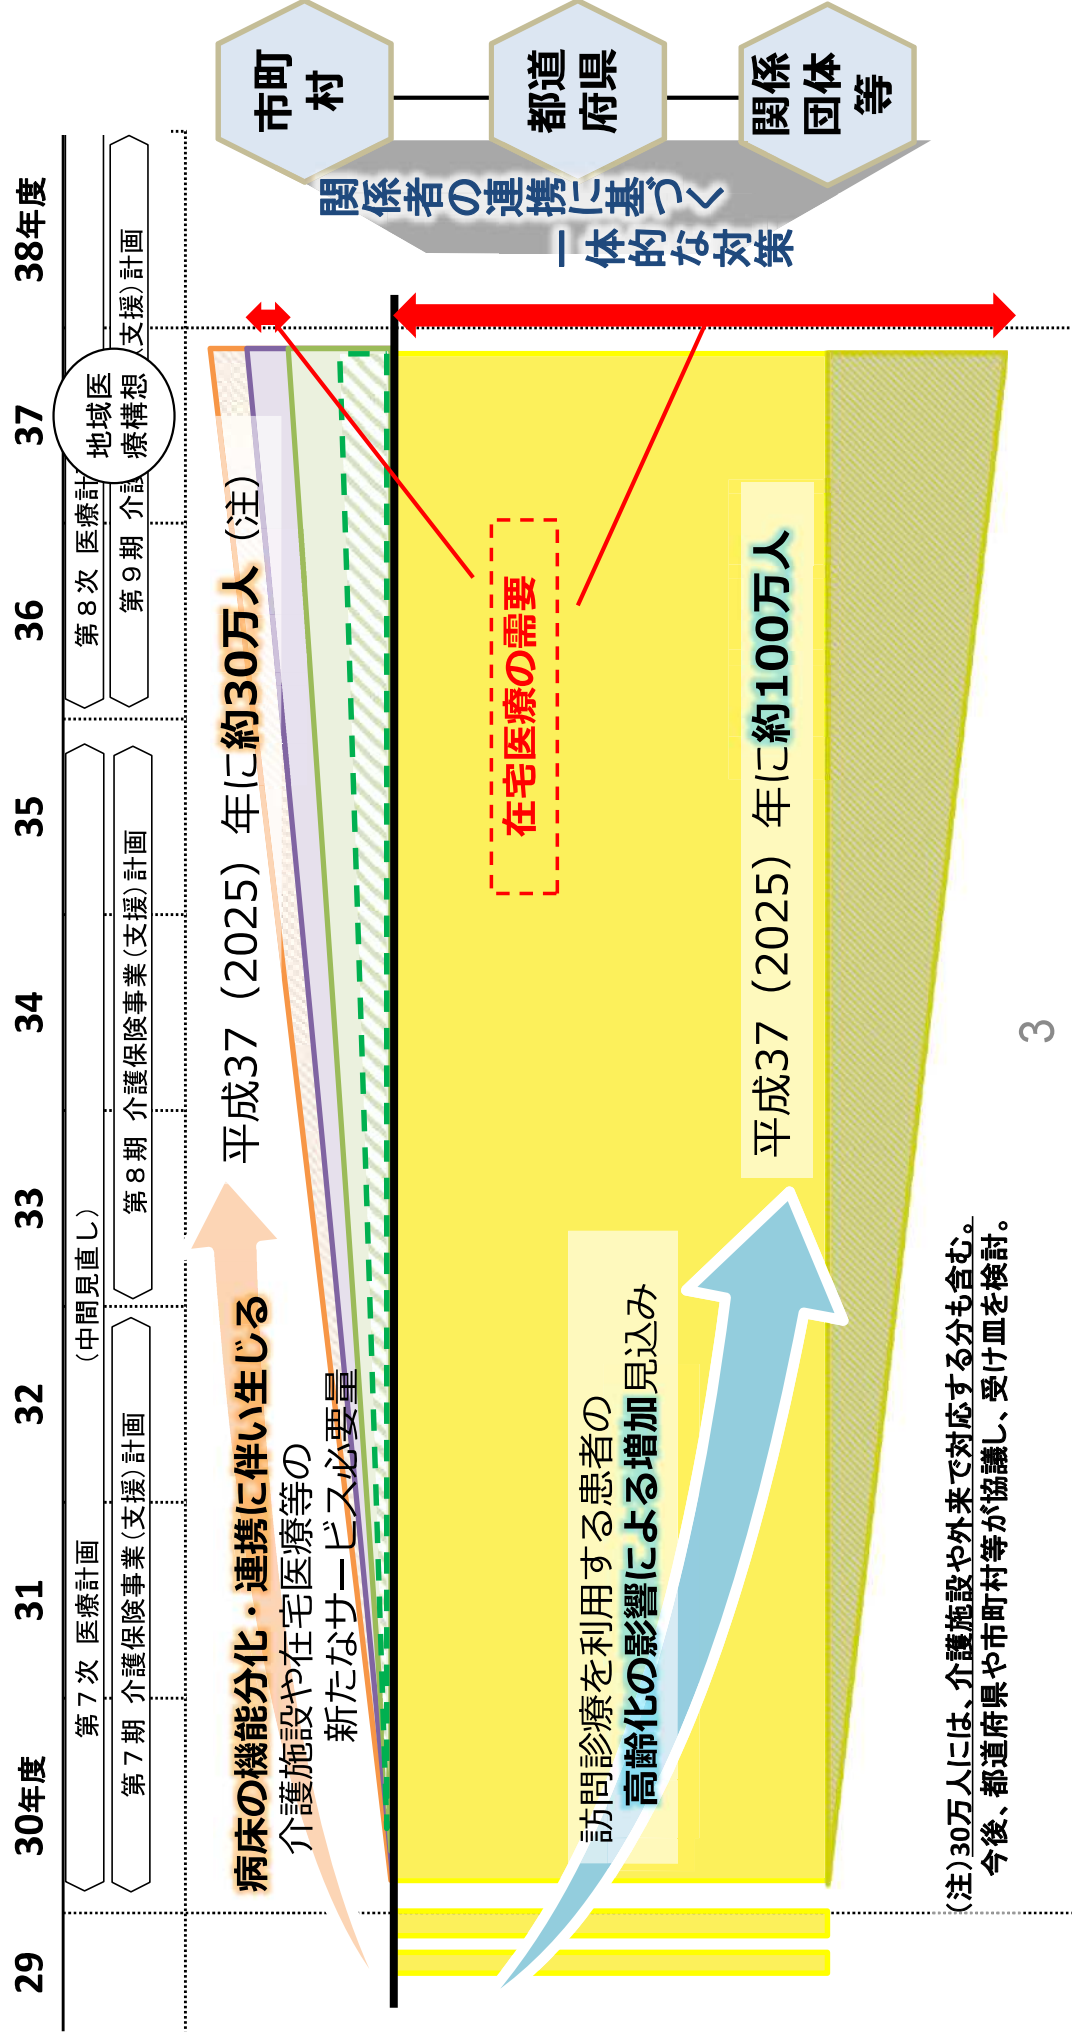 29
30年度
31
32
33
34
35
36
37
38年度
第７次 医療計画
（中間見直し）
第８次 医療計
第７期 介護保険事業（支援）計画
第８期 介護保険事業（支援）計画
第９期 介護
（支援）計画
地域医
療構想
病床の機能分化・連携に伴い生じる
介護施設や在宅医療等の
新たなサービス必要量
平成37（2025）年に約30万人（注）
在宅医療の需要
訪問診療を利用する患者の
高齢化の影響による増加見込み
平成37（2025）年に約100万人
関係者の連携に基づく
一体的な対策
市町
村
都道
府県
関係
団体
等
（注）30万人には、介護施設や外来で対応する分も含む。
今後、都道府県や市町村等が協議し、受け皿を検討。
3